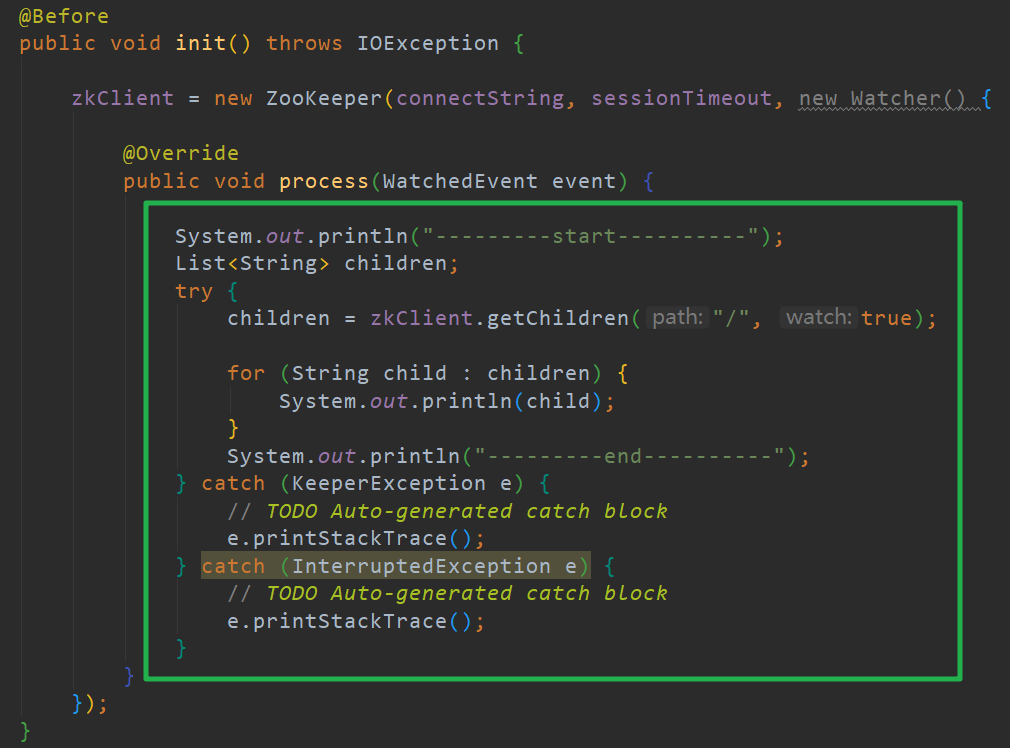 @Before
public void init() throws IOException {
zkClient = new ZooKeeper(connectString, sessionTimeout, new Watcher() {
@Override
public void process(WatchedEvent event) {
System.out.println("---------start----------");
List<String> children;
try {
children = zkClient.getChildren( path: "/", watch: true);
for (String child : children) {
System.out.println(child);
}
System.out.println("---------end----------");
} catch (KeeperException e) {
// TODO Auto-generated catch block
e.printStackTrace();
} catch (InterruptedException e) {
// TODO Auto-generated catch block
e.printStackTrace();
}
}
});
}